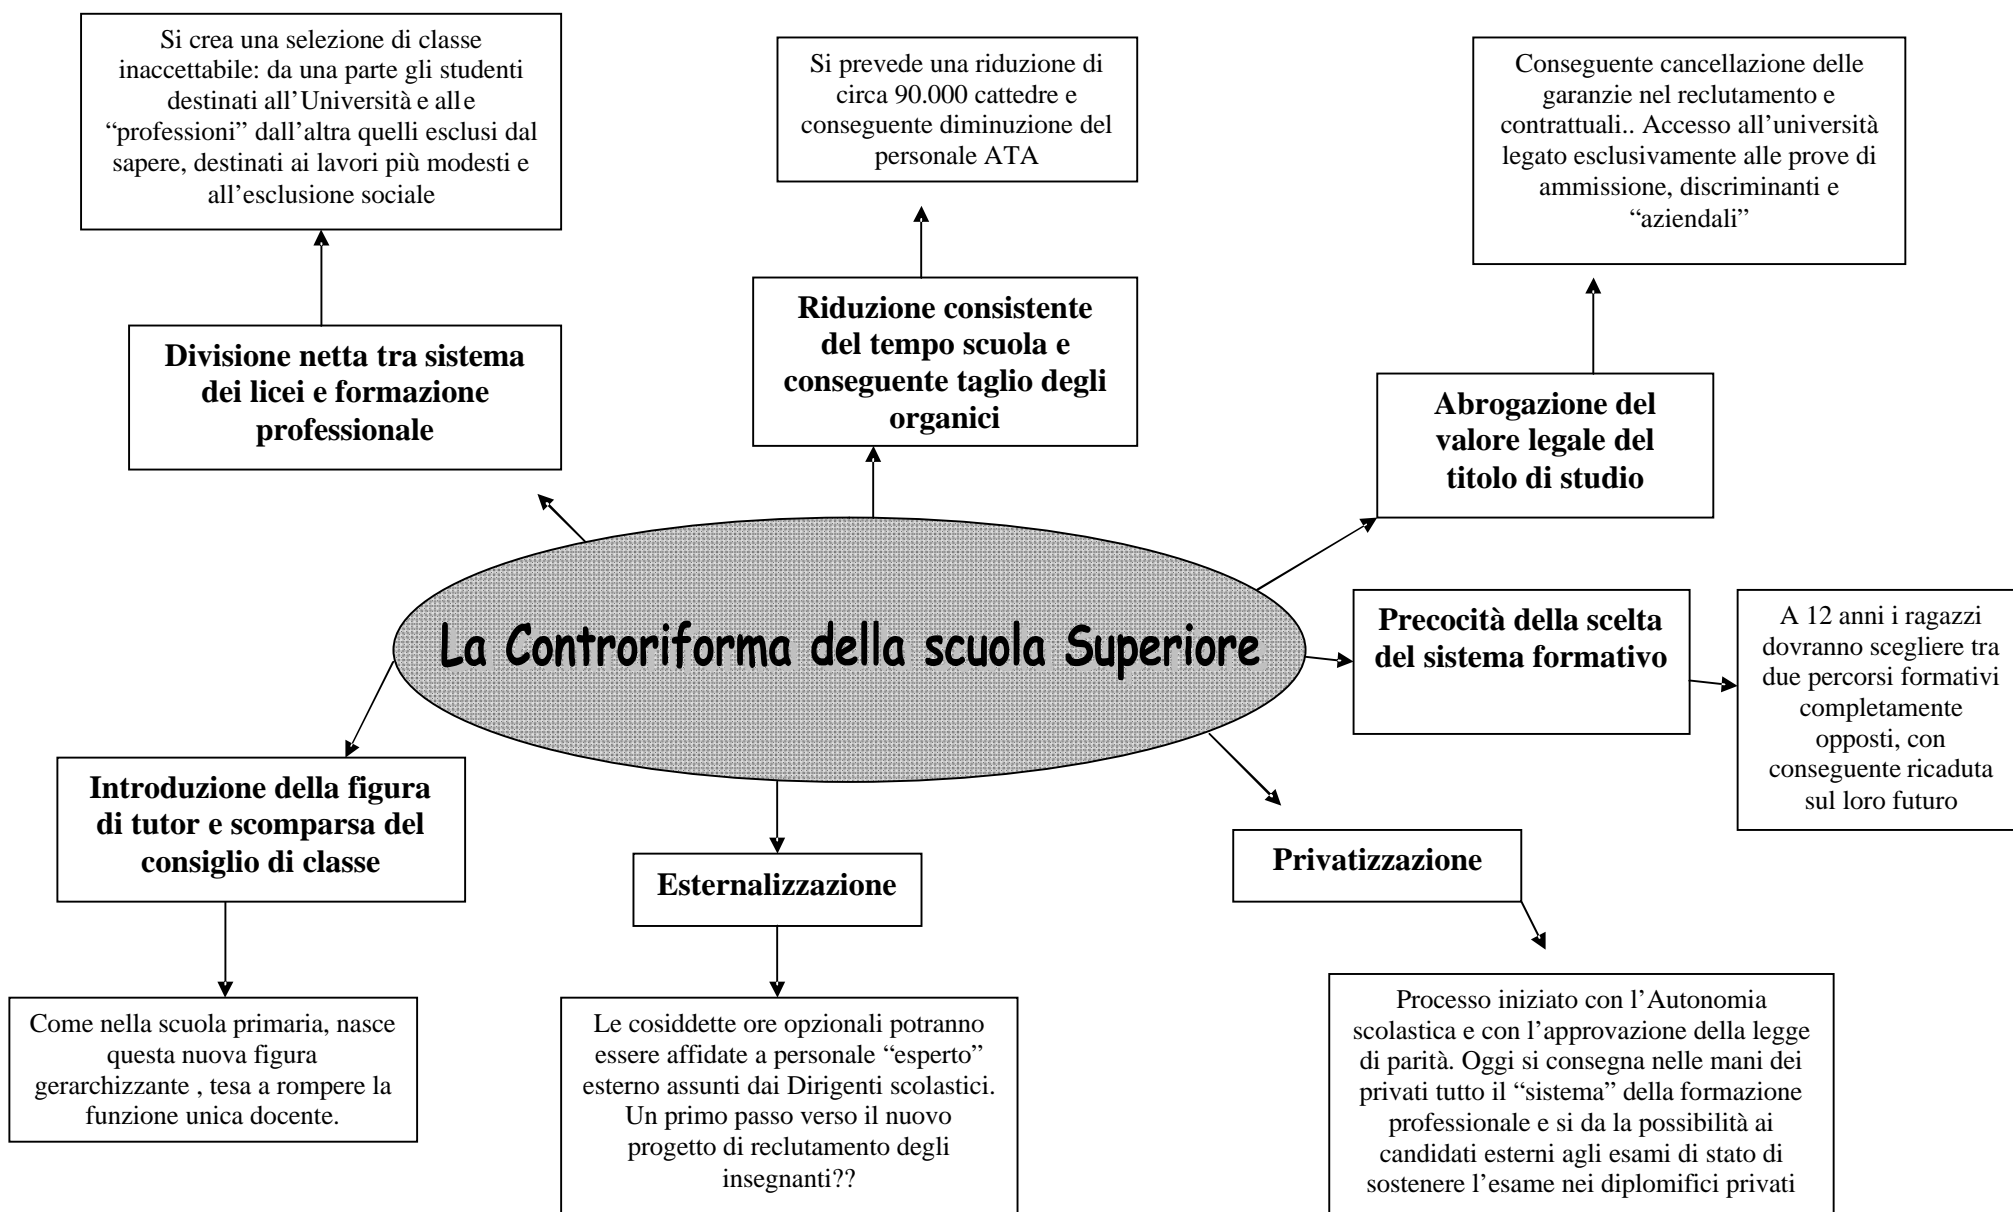 Si crea una selezione di classe
inaccettabile: da una parte gli studenti
destinati all’Università e alle
“professioni” dall’altra quelli esclusi dal
sapere, destinati ai lavori più modesti e
all’esclusione sociale
Si prevede una riduzione di
circa 90.000 cattedre e
conseguente diminuzione del
personale ATA
Conseguente cancellazione delle
garanzie nel reclutamento e
contrattuali.. Accesso all’università
legato esclusivamente alle prove di
ammissione, discriminanti e
“aziendali”
Divisione netta tra sistema
dei licei e formazione
professionale
Riduzione consistente
del tempo scuola e
conseguente taglio degli
organici
Abrogazione del
valore legale del
titolo di studio
La Controriforma della scuola Superiore
Precocità della scelta
del sistema formativo
A 12 anni i ragazzi
dovranno scegliere tra
due percorsi formativi
completamente
opposti, con
conseguente ricaduta
sul loro futuro
Introduzione della figura
di tutor e scomparsa del
consiglio di classe
Esternalizzazione
Privatizzazione
Come nella scuola primaria, nasce
questa nuova figura
gerarchizzante , tesa a rompere la
funzione unica docente.
Le cosiddette ore opzionali potranno
essere affidate a personale “esperto”
esterno assunti dai Dirigenti scolastici.
Un primo passo verso il nuovo
progetto di reclutamento degli
insegnanti??
Processo iniziato con l’Autonomia
scolastica e con l’approvazione della legge
di parità. Oggi si consegna nelle mani dei
privati tutto il “sistema” della formazione
professionale e si da la possibilità ai
candidati esterni agli esami di stato di
sostenere l’esame nei diplomifici privati